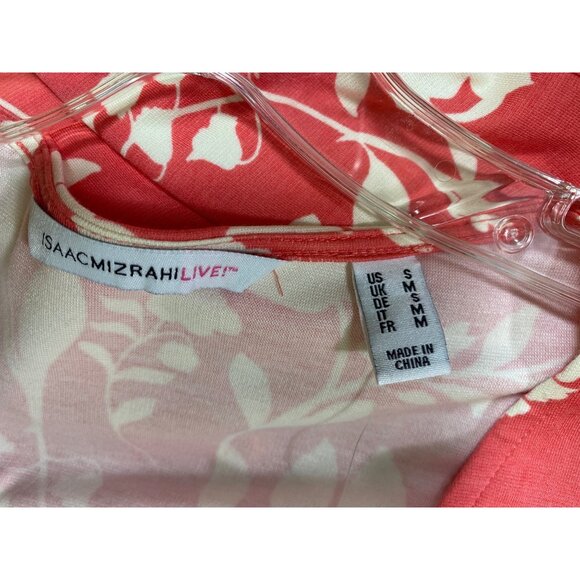 ISAACMIZRAHILIVE!™
US S
UK M
DE S
IT M
FR M
MADE IN
CHINA